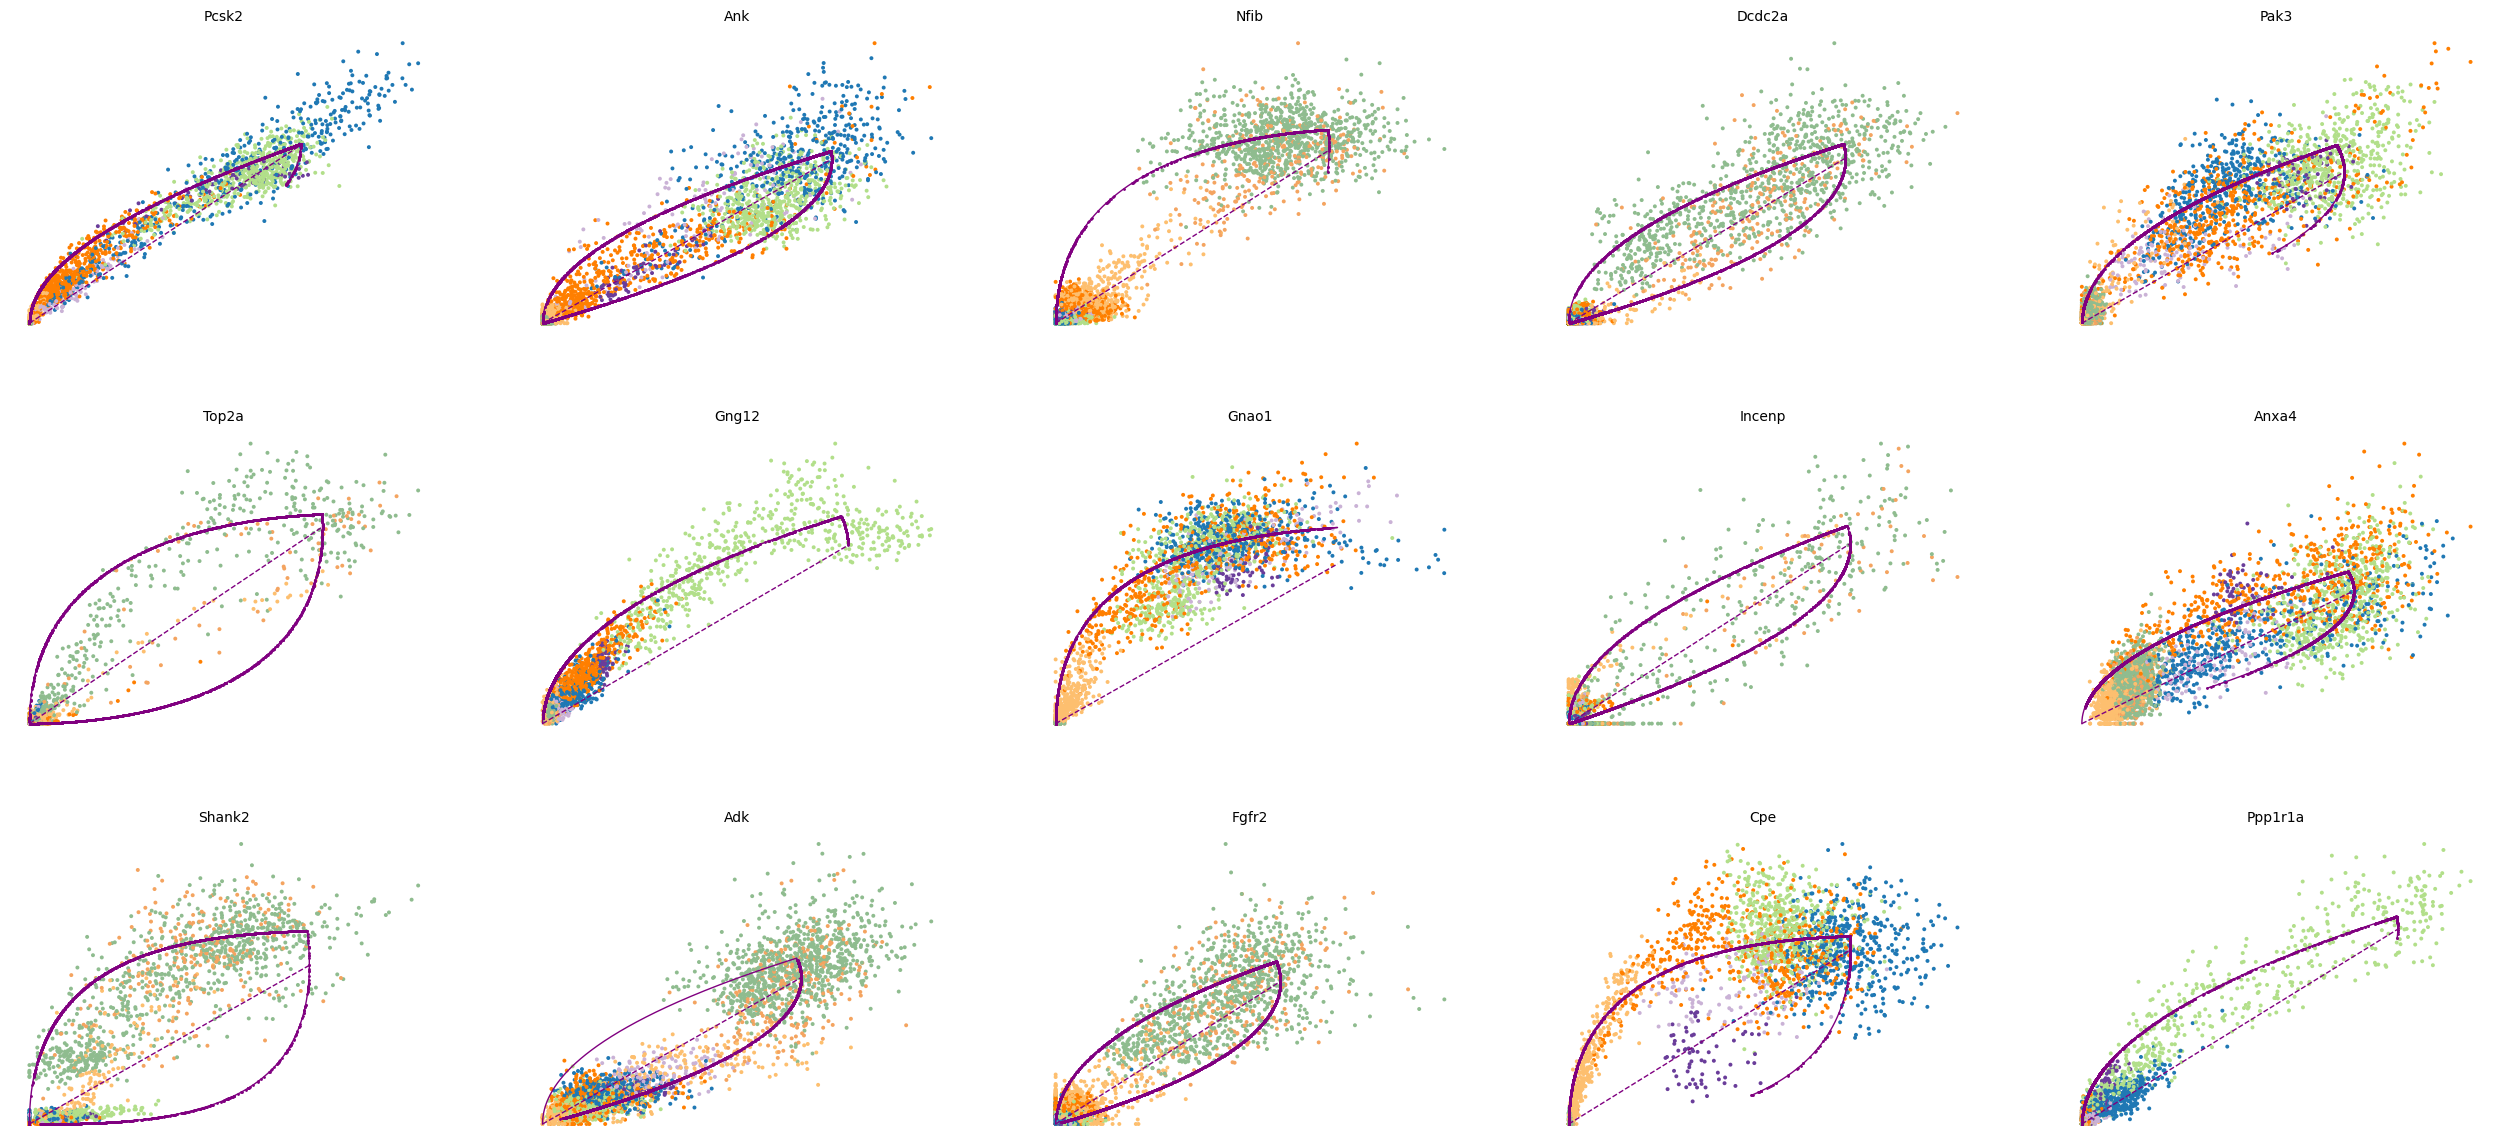 Pcsk2
Ank
Nfib
Dcdc2a
Pak3
Top2a
Gng12
Gnao1
Incenp
Anxa4
Shank2
Adk
Fgfr2
Cpe
Ppp1r1a